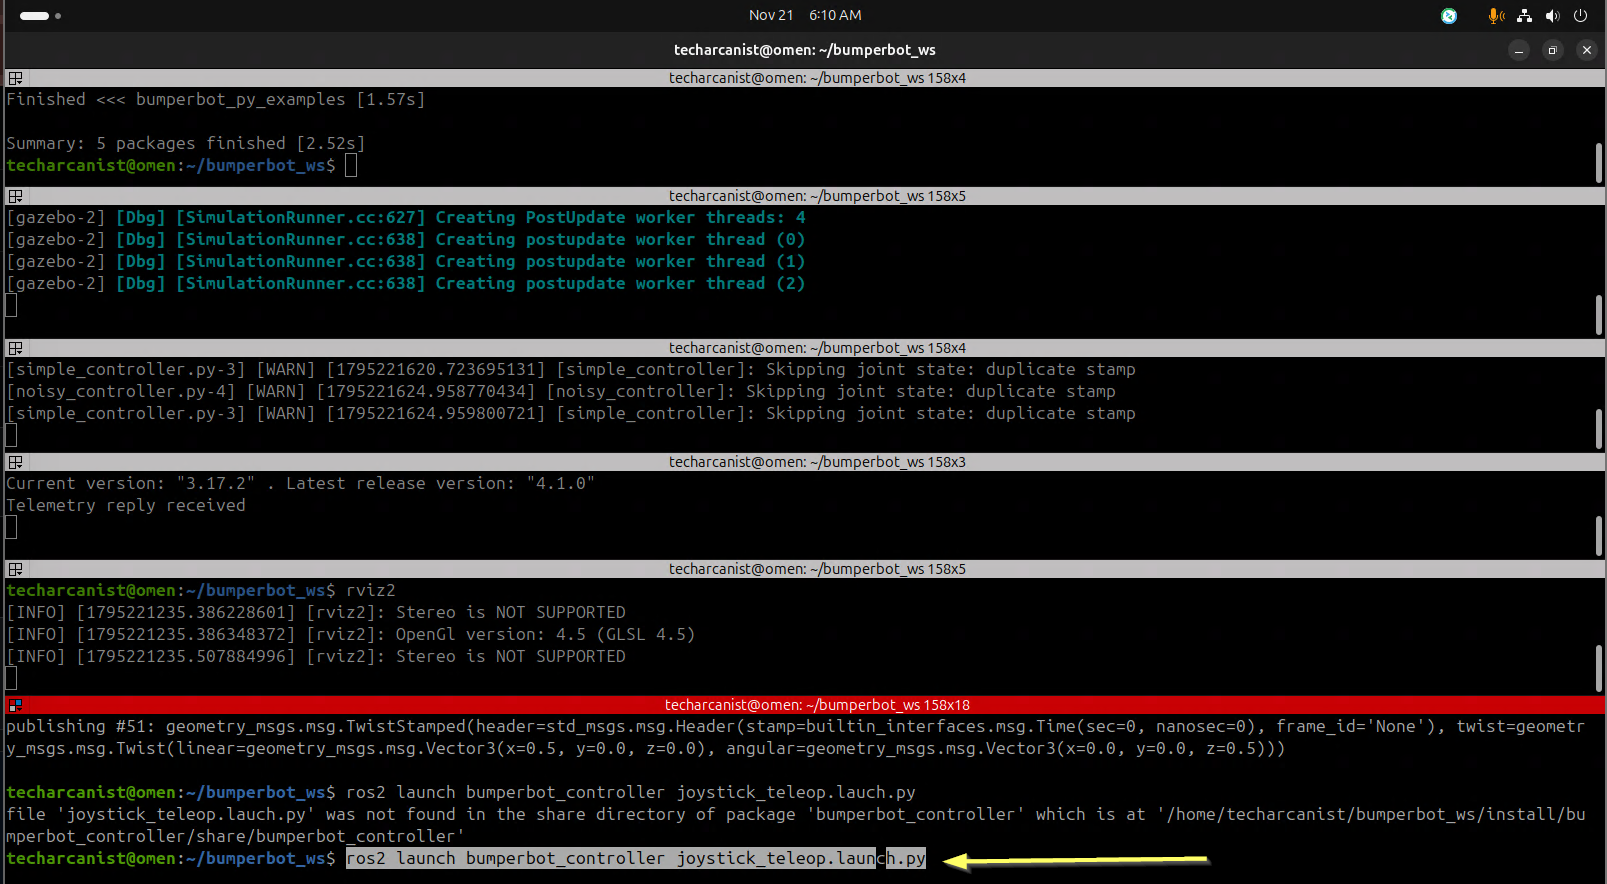 Nov 21 6:10 AM
techarcanist@omen: ~/bumperbot_ws
techarcanist@omen: ~/bumperbot_ws 158x4
Finished <<< bumperbot_py_examples [1.57s]
Summary: 5 packages finished [2.52s]
techarcanist@omen:~/bumperbot_ws$
techarcanist@omen: ~/bumperbot_ws 158x5
[gazebo-2] [Dbg] [SimulationRunner.cc:627] Creating PostUpdate worker threads: 4
[gazebo-2] [Dbg] [SimulationRunner.cc:638] Creating postupdate worker thread (0)
[gazebo-2] [Dbg] [SimulationRunner.cc:638] Creating postupdate worker thread (1)
[gazebo-2] [Dbg] [SimulationRunner.cc:638] Creating postupdate worker thread (2)
techarcanist@omen: ~/bumperbot_ws 158x4
[simple_controller.py-3] [WARN] [1795221620.723695131] [simple_controller]: Skipping joint state: duplicate stamp
[noisy_controller.py-4] [WARN] [1795221624.958770434] [noisy_controller]: Skipping joint state: duplicate stamp
[simple_controller.py-3] [WARN] [1795221624.959800721] [simple_controller]: Skipping joint state: duplicate stamp
techarcanist@omen: ~/bumperbot_ws 158x3
Current version: "3.17.2" . Latest release version: "4.1.0"
Telemetry reply received
techarcanist@omen: ~/bumperbot_ws 158x5
techarcanist@omen:~/bumperbot_ws$ rviz2
[INFO] [1795221235.386228601] [rviz2]: Stereo is NOT SUPPORTED
[INFO] [1795221235.386348372] [rviz2]: OpenGl version: 4.5 (GLSL 4.5)
[INFO] [1795221235.507884996] [rviz2]: Stereo is NOT SUPPORTED
techarcanist@omen: ~/bumperbot_ws 158x18
publishing #51: geometry_msgs.msg.TwistStamped(header=std_msgs.msg.Header(stamp=builtin_interfaces.msg.Time(sec=0, nanosec=0), frame_id='None'), twist=geometr
y_msgs.msg.Twist(linear=geometry_msgs.msg.Vector3(x=0.5, y=0.0, z=0.0), angular=geometry_msgs.msg.Vector3(x=0.0, y=0.0, z=0.5)))
techarcanist@omen:~/bumperbot_ws$ ros2 launch bumperbot_controller joystick_teleop.lauch.py
file 'joystick_teleop.lauch.py' was not found in the share directory of package 'bumperbot_controller' which is at '/home/techarcanist/bumperbot_ws/install/bu
mperbot_controller/share/bumperbot_controller'
techarcanist@omen:~/bumperbot_ws$ ros2 launch bumperbot_controller joystick_teleop.launch.py